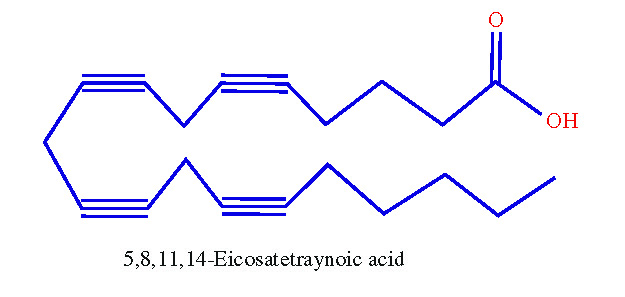 O
OH
5,8,11,14-Eicosatetraynoic acid